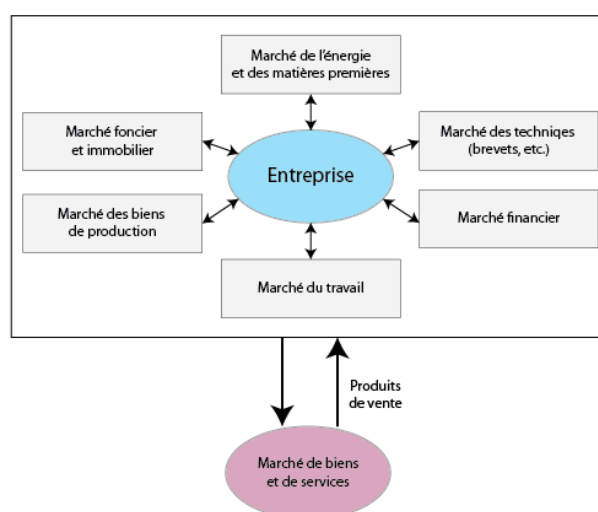 Marché de l'énergie
et des matières premières
Marché foncier
et immobilier
Marché des techniqes
(brevets, etc.)
Entreprise
Marché des biens
de production
Marché financier
Marché du travail
Produits
de vente
Marché de biens
et de services